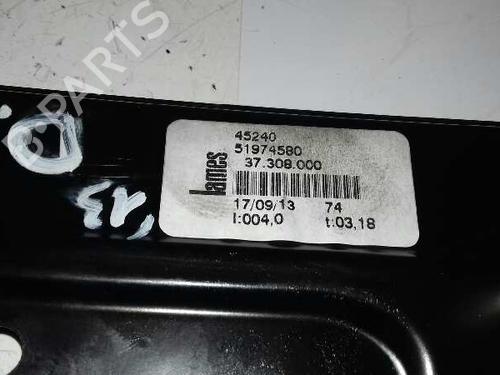 B-PARTS
45240
51974580
37.308.000
lames
17/09/13 74
I:004,0 t:03,18